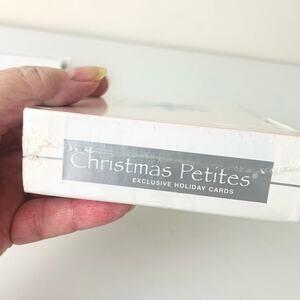 Christmas Petites®
EXCLUSIVE HOLIDAY CARDS